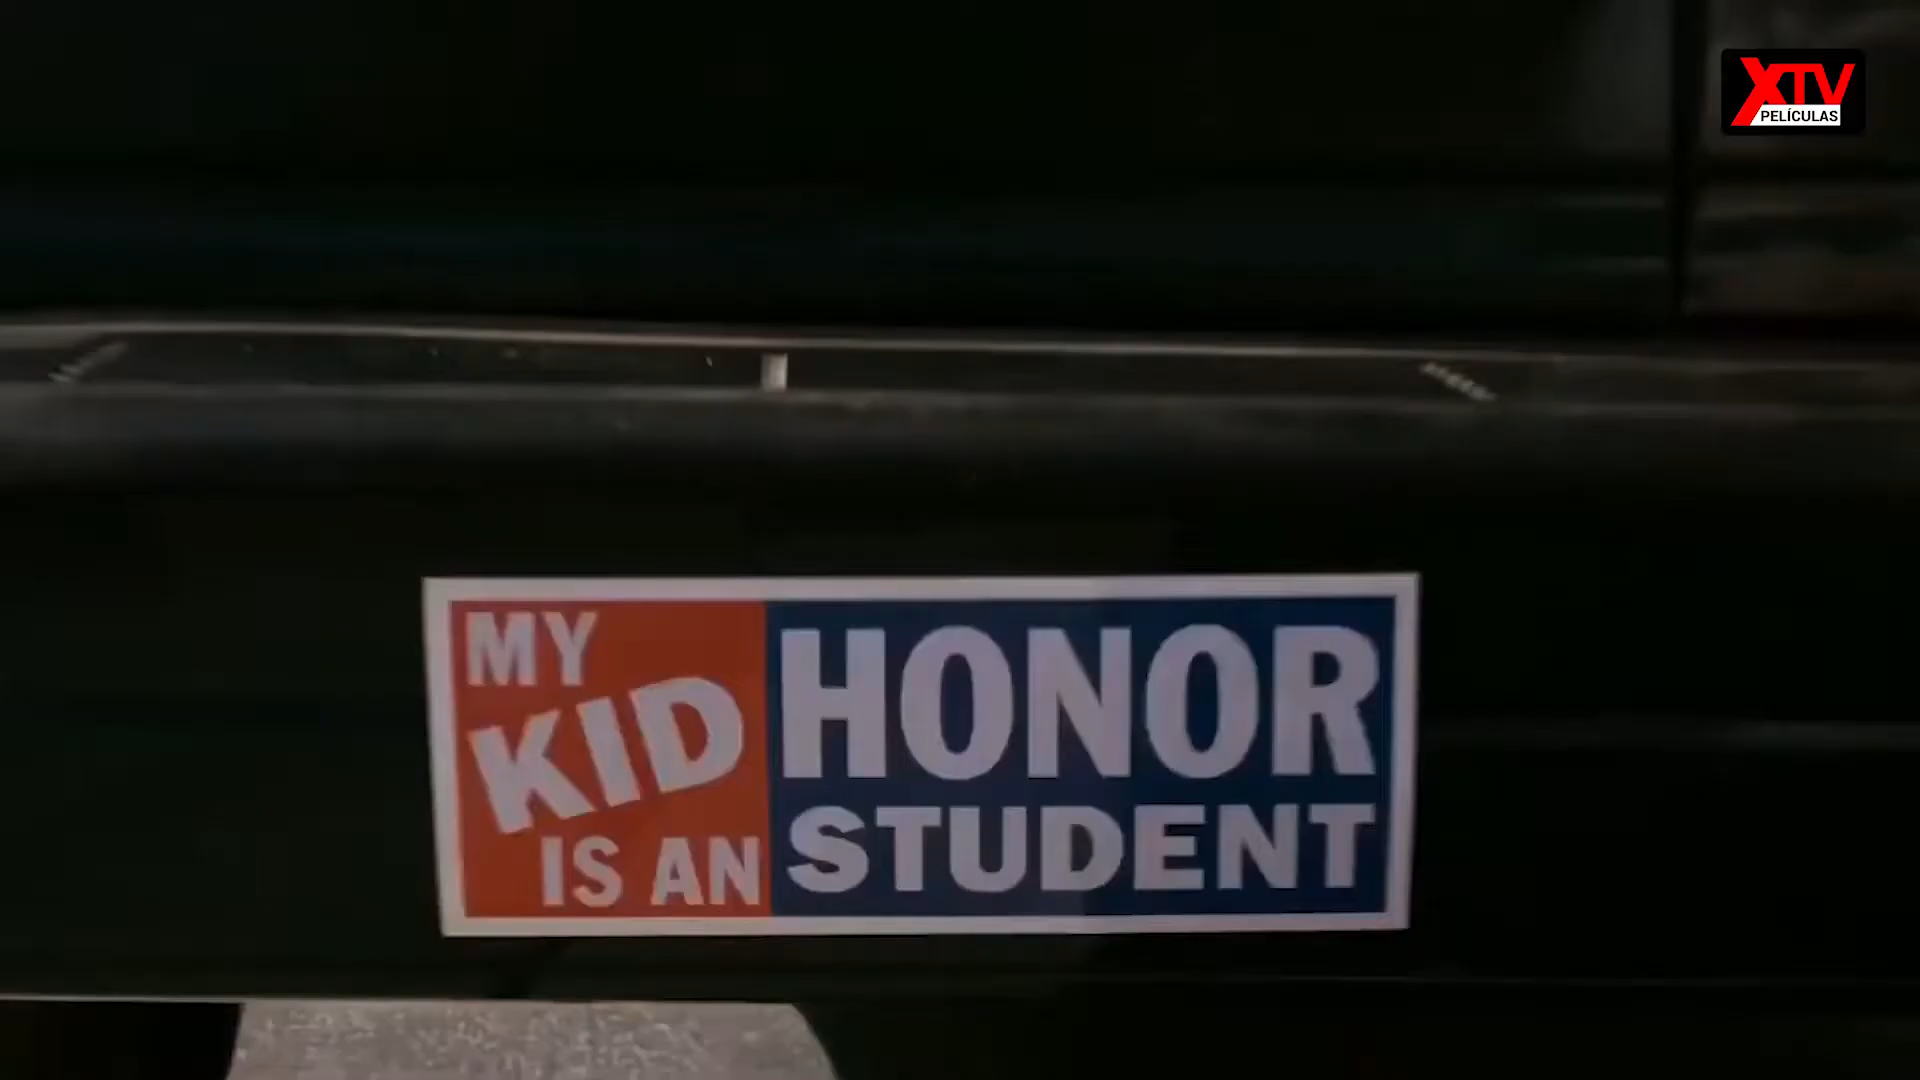 XTV
PELÍCULAS
MY
KID
IS AN
HONOR
STUDENT